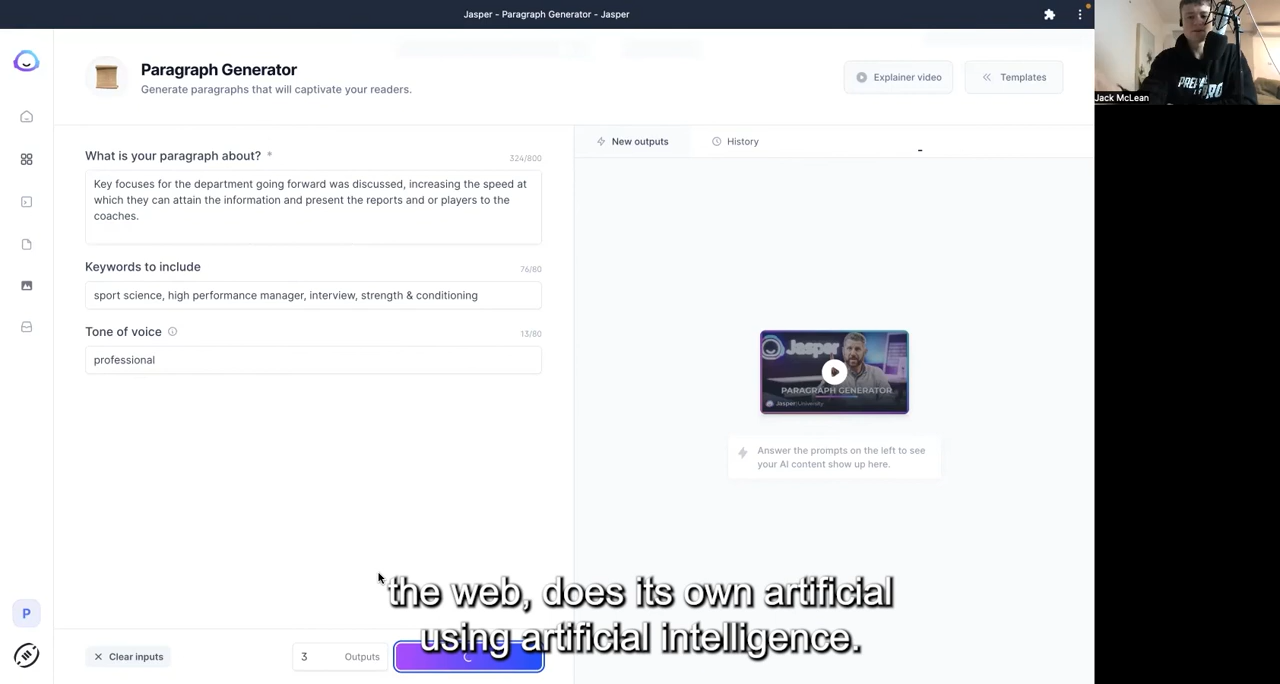 Jasper - Paragraph Generator - Jasper
Jack McLean
Paragraph Generator
Generate paragraphs that will captivate your readers.
Explainer video
Templates
What is your paragraph about? *
324/800
Key focuses for the department going forward was discussed, increasing the speed at
which they can attain the information and present the reports and or players to the
coaches.
Keywords to include
76/80
sport science, high performance manager, interview, strength & conditioning
Tone of voice
13/80
professional
Clear inputs
3
Outputs
New outputs
History
Jasper
PARAGRAPH GENERATOR
Jasper University
Answer the prompts on the left to see
your AI content show up here.
P
the web, does its own artificial
using artificial intelligence.